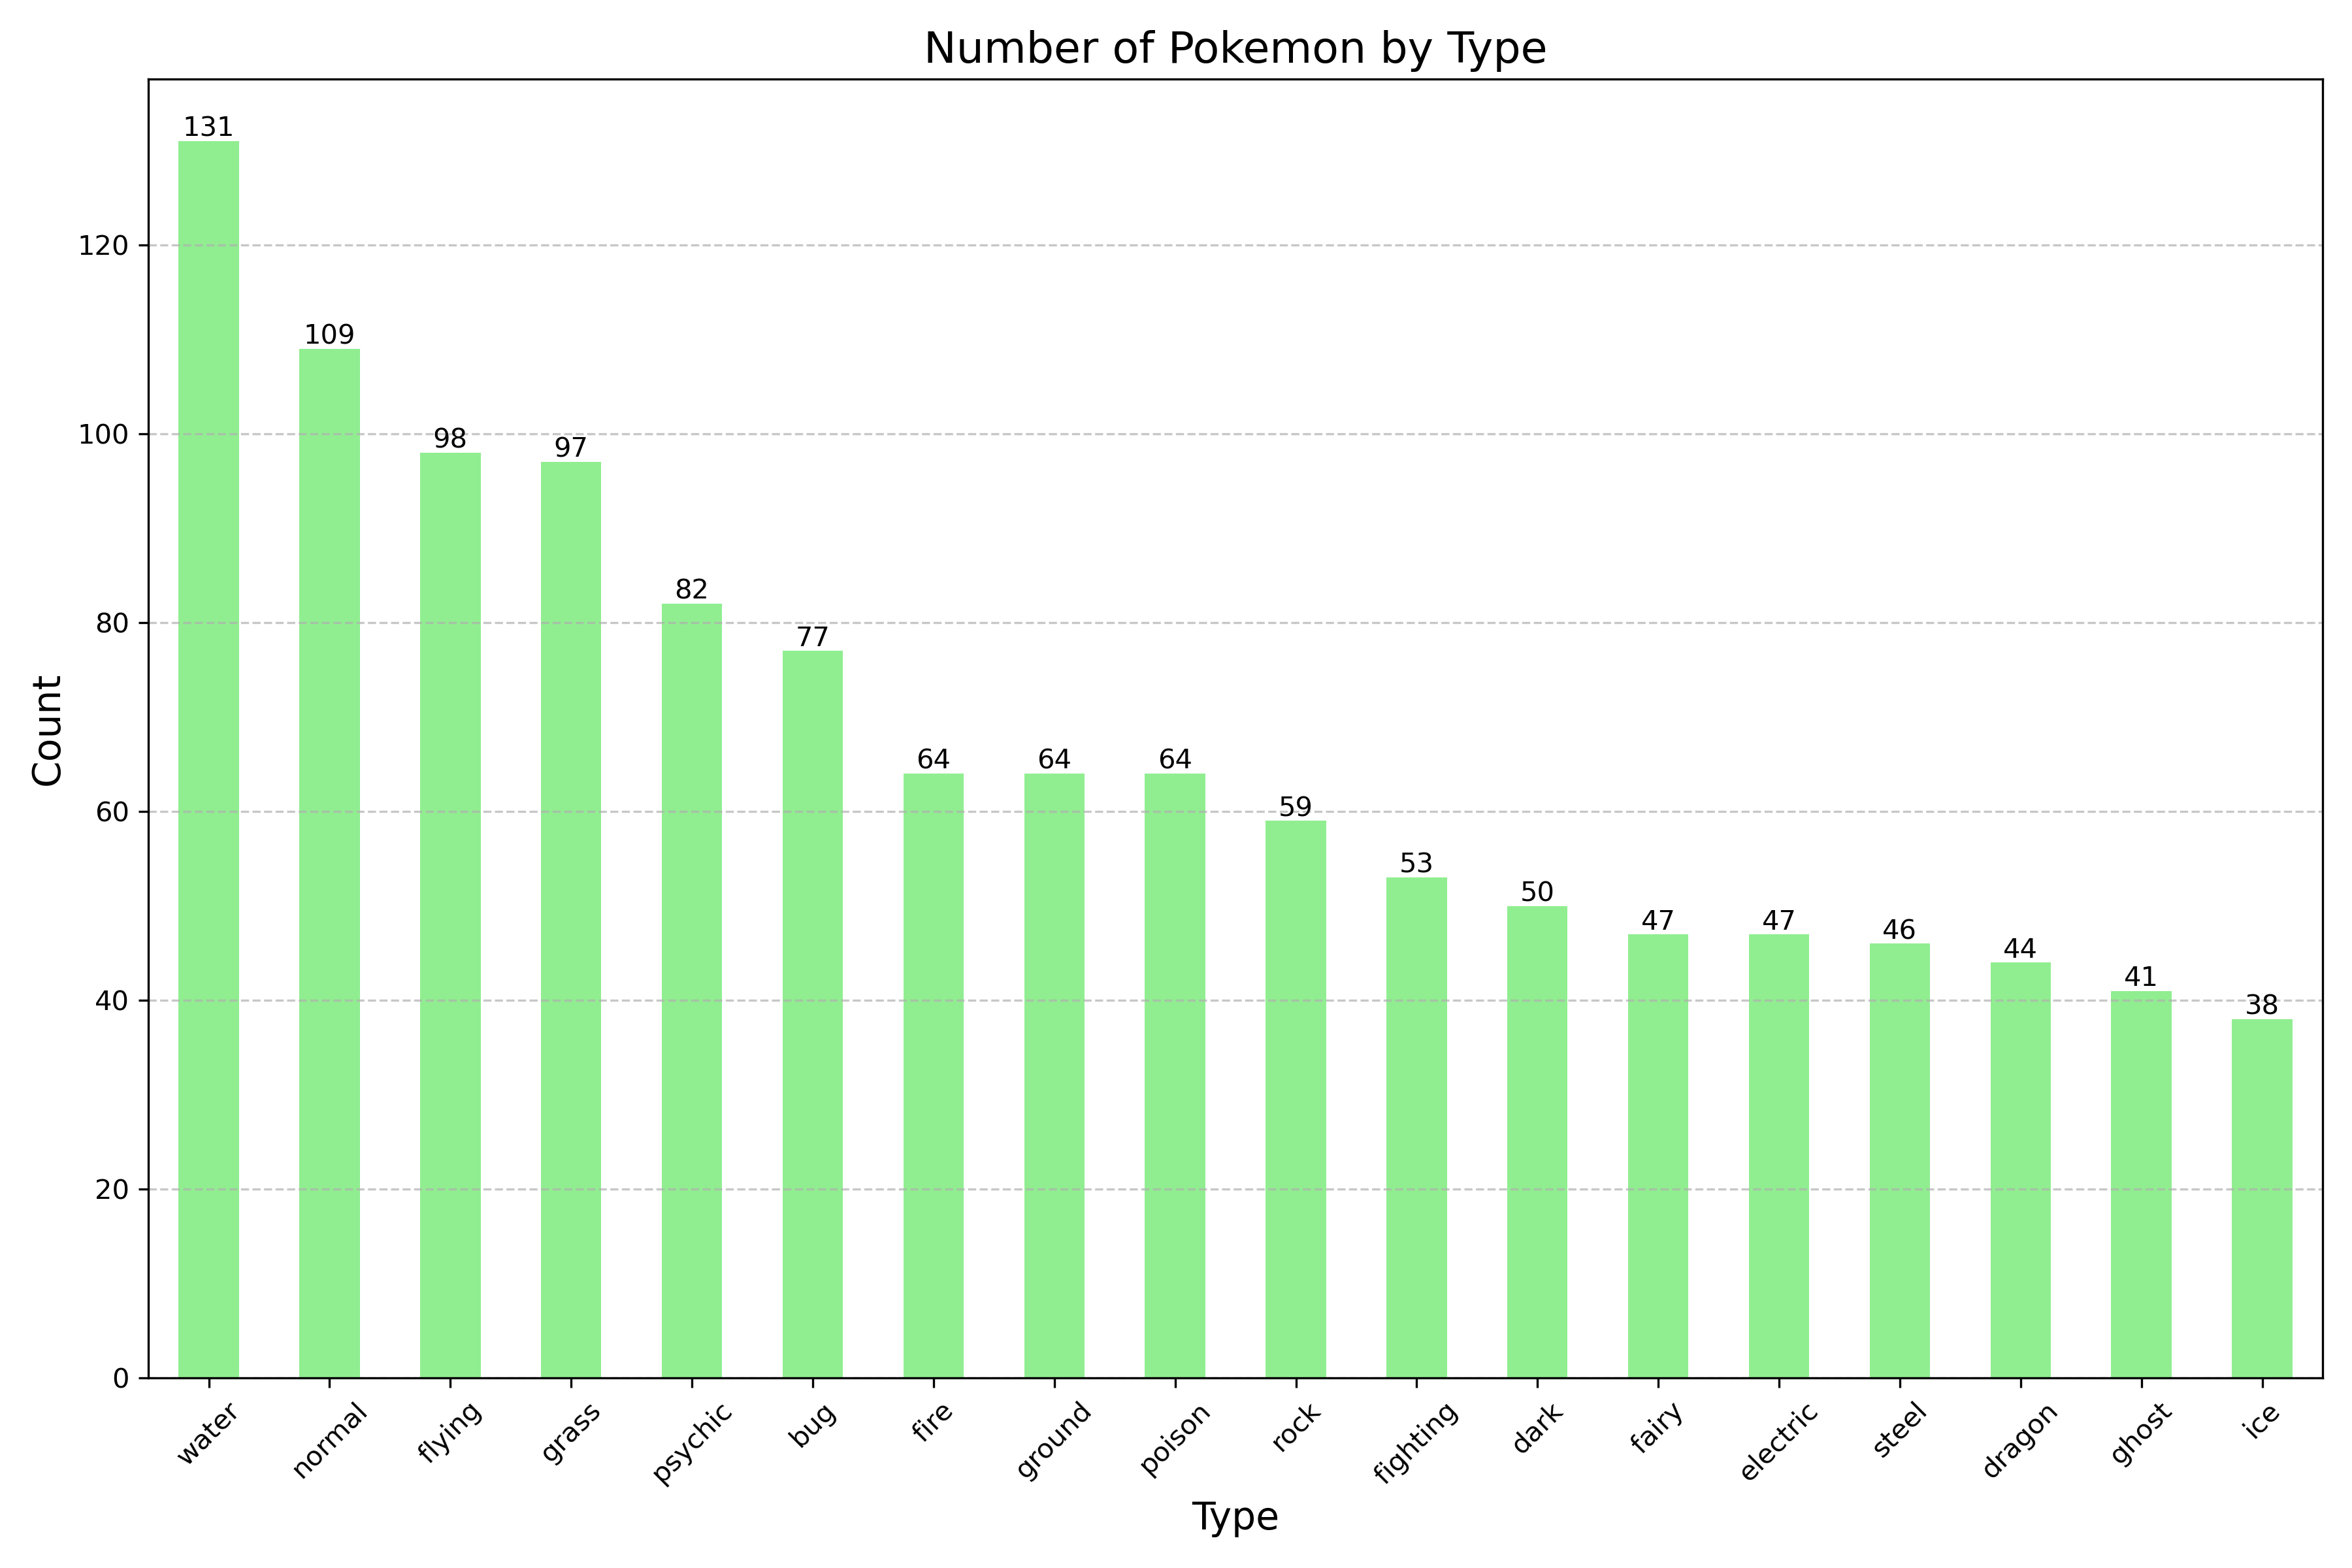 Number of Pokemon by Type
131
109
98
97
82
77
64
64
64
59
53
50
47
47
46
44
41
38
120
100
80
60
40
20
0
Count
water
normal
flying
grass
psychic
bug
fire
ground
poison
rock
fighting
dark
fairy
electric
steel
dragon
ghost
ice
Type